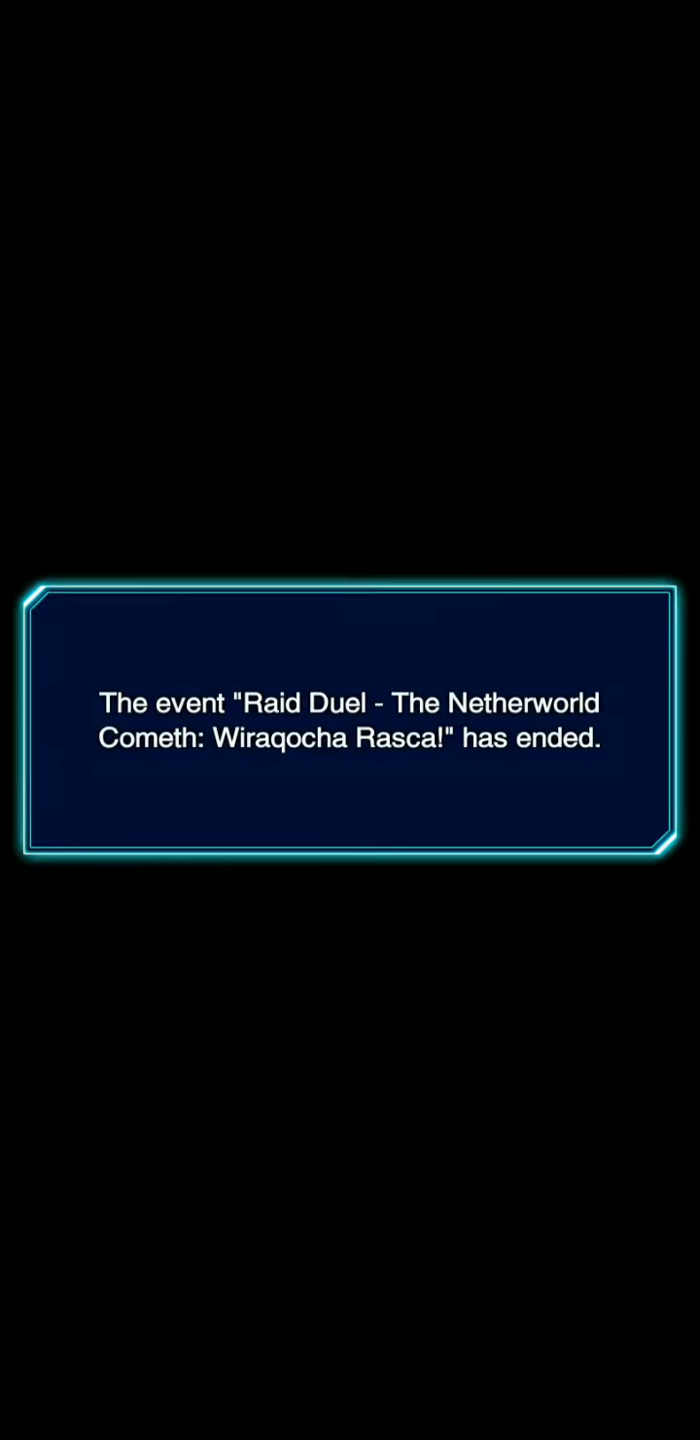 The event "Raid Duel - The Netherworld
Cometh: Wiraqocha Rasca!" has ended.